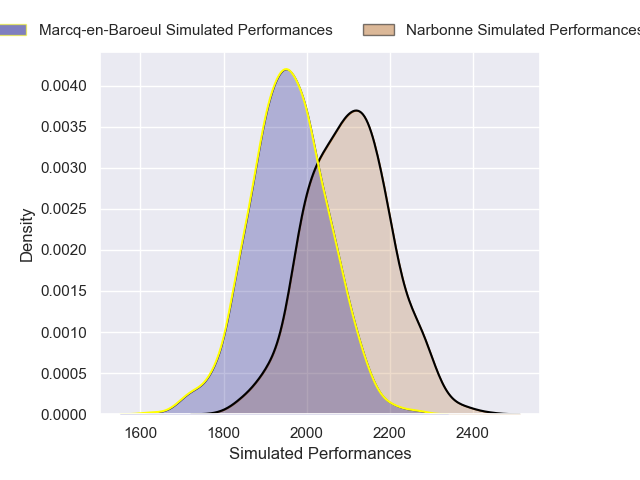 Marcq-en-Baroeul Simulated Performances
Narbonne Simulated Performances
0.0040
0.0035
0.0030
0.0025
0.0020
0.0015
0.0010
0.0005
0.0000
Density
1600 1800 2000 2200 2400
Simulated Performances